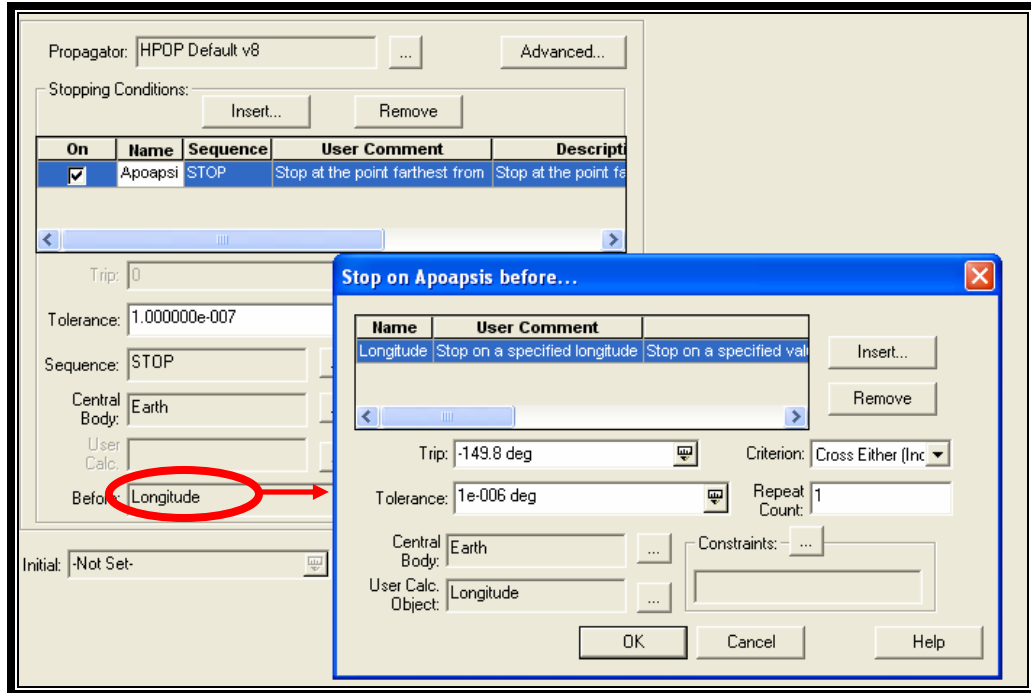 Propagator: HPOP Default v8 ... Advanced...
Stopping Conditions:
Insert... Remove
On Name Sequence User Comment Descripti
Apoapsi STOP Stop at the point farthest from Stop at the point fa
Trip: 0
Tolerance: 1.000000e-007
Sequence: STOP
Central Body: Earth
User Calc.
Before: Longitude
Initial: -Not Set-
Stop on Apoapsis before...
Name User Comment
Longitude Stop on a specified longitude Stop on a specified val
Insert...
Remove
Trip: -149.8 deg Criterion: Cross Either (Inc
Tolerance: 1e-006 deg Repeat Count: 1
Central Body: Earth ... Constraints: ...
User Calc. Object: Longitude ...
OK Cancel Help